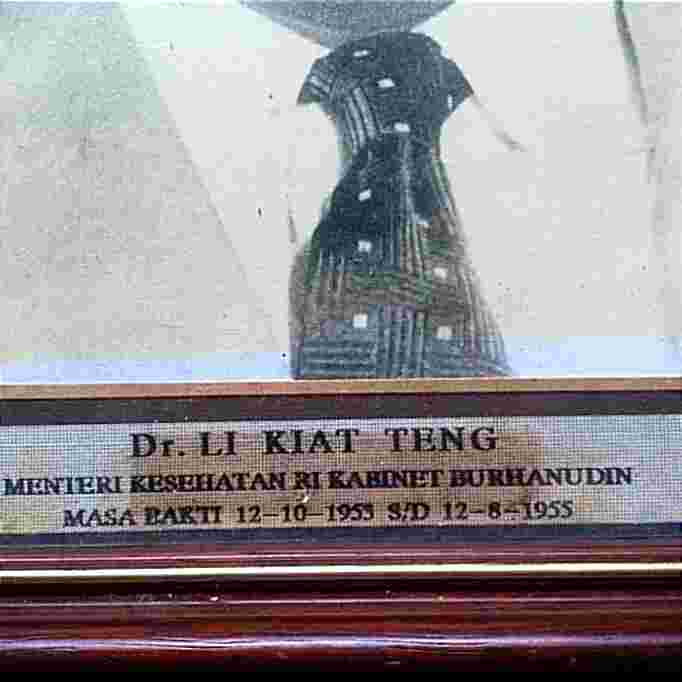 Dr. LI KIAT TENG
MENTERI KESEHATAN RI KABINET BURHANUDIN
MASA BAKTI 12-10-1953 S/D 12-8-1955